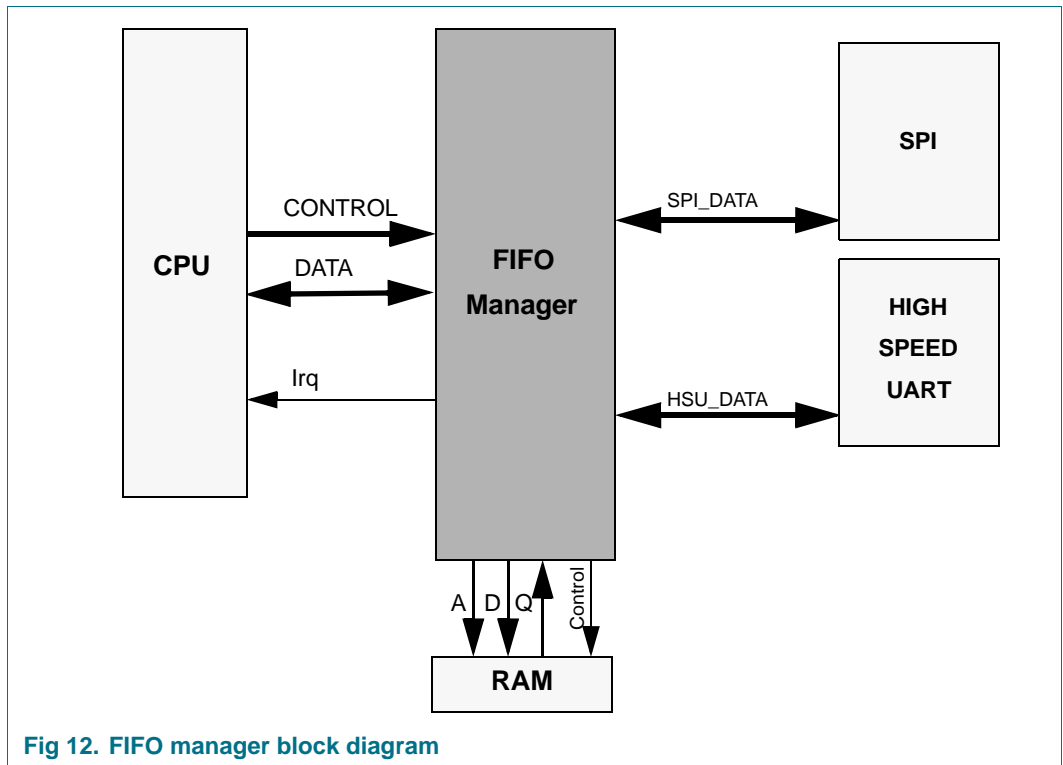 CPU
CONTROL
DATA
Irq
FIFO
Manager
SPI_DATA
HSU_DATA
SPI
HIGH
SPEED
UART
A
D
Q
Control
RAM
Fig 12. FIFO manager block diagram